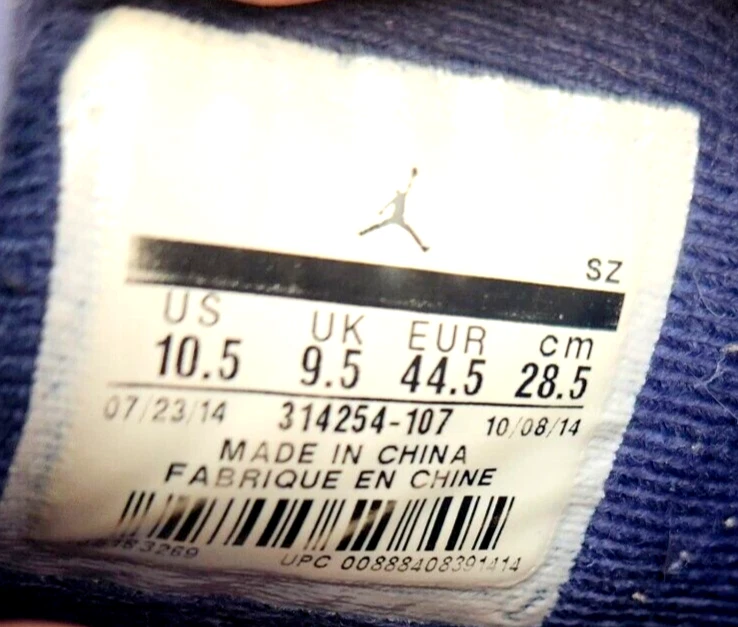 SZ
US UK EUR cm
10.5 9.5 44.5 28.5
07/23/14 314254-107 10/08/14
MADE IN CHINA
FABRIQUE EN CHINE
UPC 00888408391414